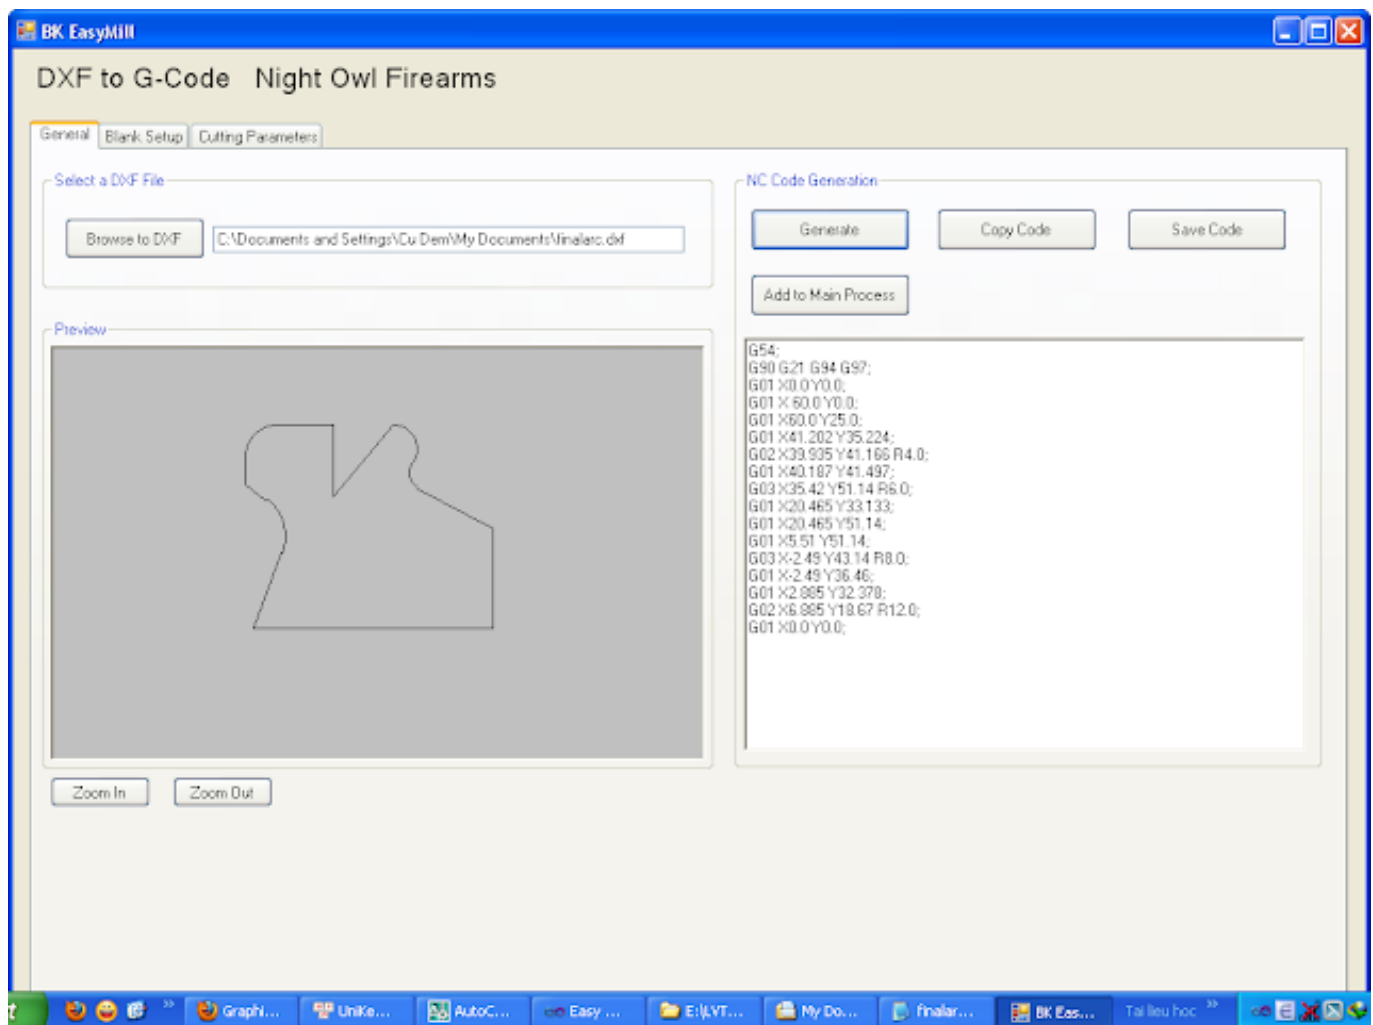 BK EasyMill
DXF to G-Code Night Owl Firearms
General Blank Setup Cutting Parameters
Select a DXF File
Browse to DXF C:\Documents and Settings\Cu Dem\My Documents\finalarc.dxf
Preview
Zoom In Zoom Out
NC Code Generation
Generate Copy Code Save Code
Add to Main Process
G54;
G90 G21 G94 G97;
G01 X0.0 Y0.0;
G01 X 60.0 Y0.0;
G01 X60.0 Y25.0;
G01 X41.202 Y35.224;
G02 X39.935 Y41.166 R4.0;
G01 X40.187 Y41.497;
G03 X35.42 Y51.14 R6.0;
G01 X20.465 Y33.133;
G01 X20.465 Y51.14;
G01 X5.51 Y51.14;
G03 X-2.49 Y43.14 R8.0;
G01 X-2.49 Y36.46;
G01 X2.885 Y32.378;
G02 X6.885 Y18.67 R12.0;
G01 X0.0 Y0.0;
Graphi... UniKe... AutoC... Easy ... E:\LVT... My Do... finalar... BK Eas... Tai lieu hoc